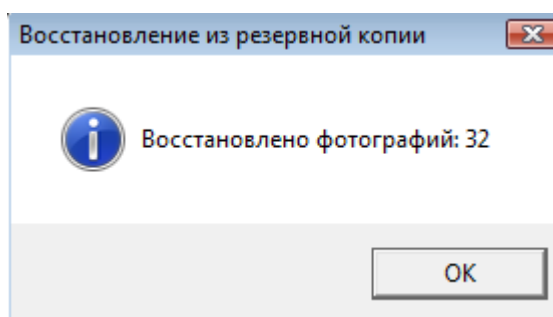 Восстановление из резервной копии
Восстановлено фотографий: 32
OK